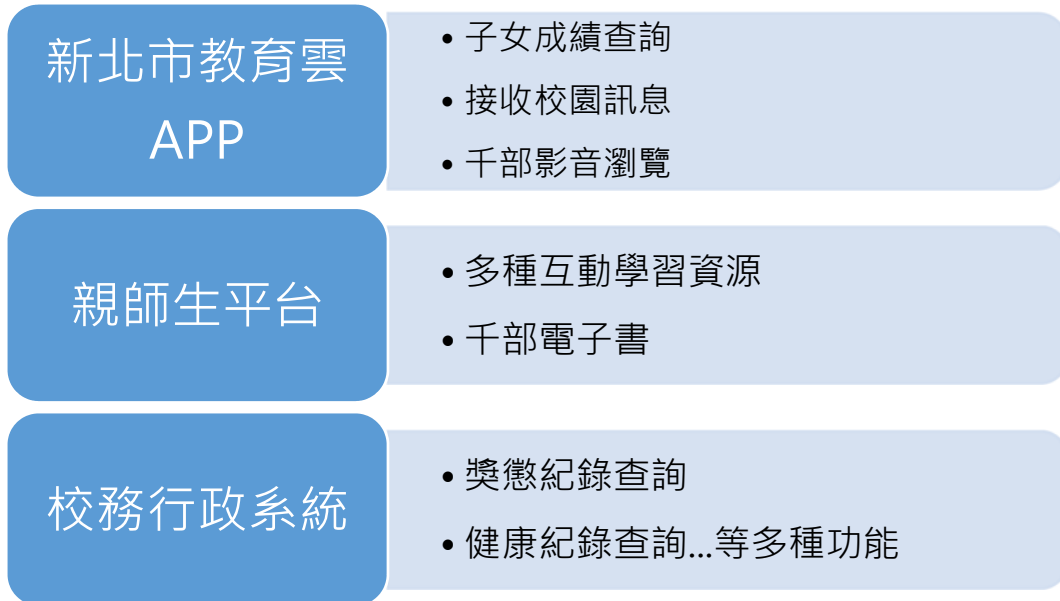 新北市教育雲
APP
• 子女成績查詢
• 接收校園訊息
• 千部影音瀏覽
親師生平台
• 多種互動學習資源
• 千部電子書
校務行政系統
• 獎懲紀錄查詢
• 健康紀錄查詢...等多種功能